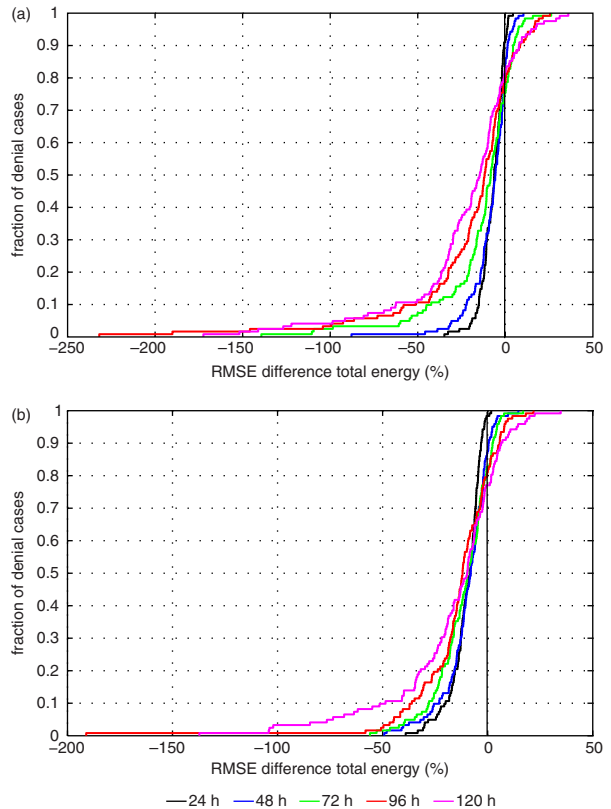 (a)
1
0.9
0.8
0.7
0.6
0.5
0.4
0.3
0.2
0.1
0
fraction of denial cases
−250 −200 −150 −100 −50 0 50
RMSE difference total energy (%)
(b)
1
0.9
0.8
0.7
0.6
0.5
0.4
0.3
0.2
0.1
0
fraction of denial cases
−200 −150 −100 −50 0 50
RMSE difference total energy (%)
24 h 48 h 72 h 96 h 120 h